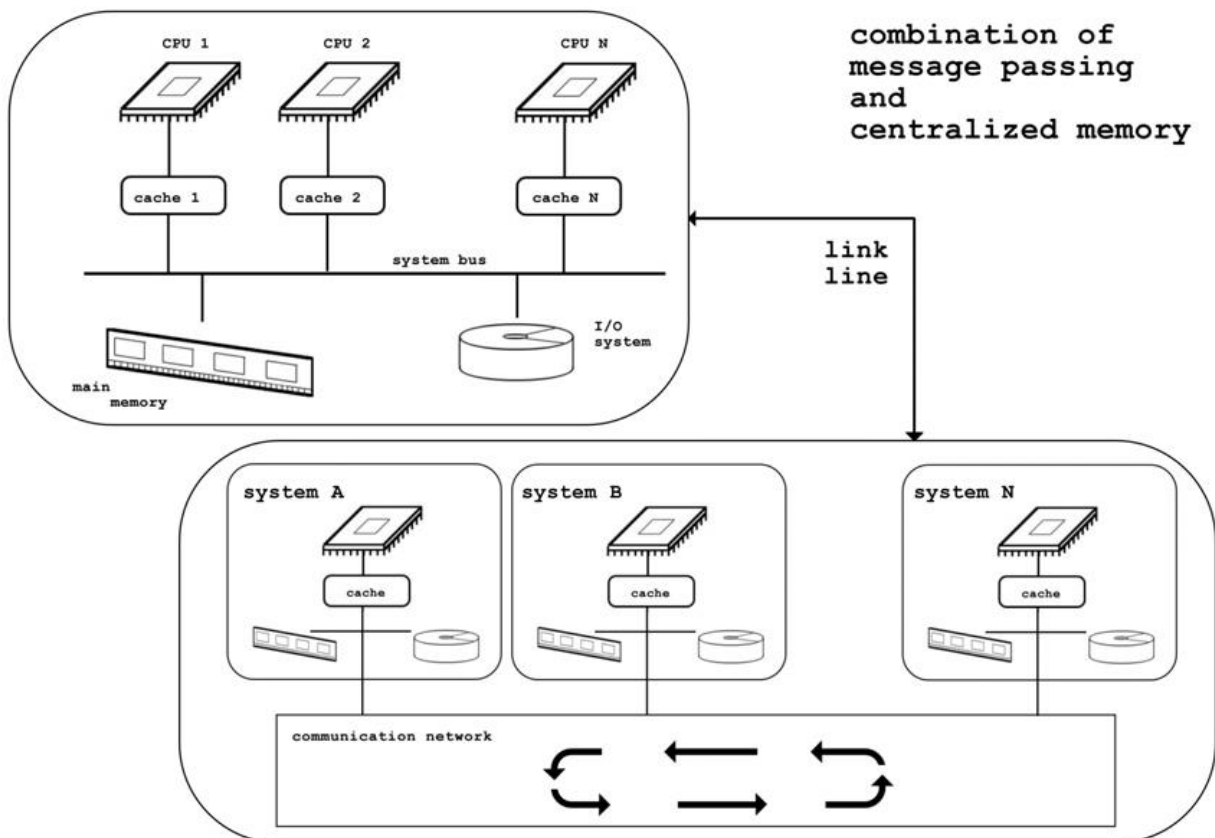 CPU 1
CPU 2
CPU N
combination of
message passing
and
centralized memory
cache 1
cache 2
cache N
system bus
link
line
I/O
system
main
memory
system A
system B
system N
cache
cache
cache
communication network